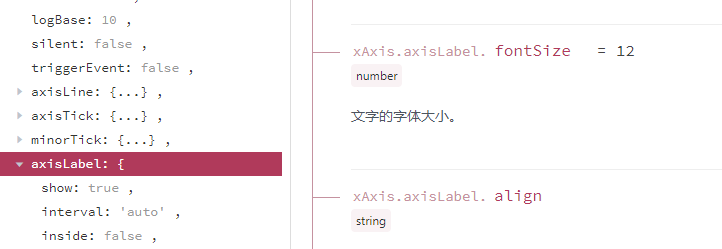 logBase: 10 ,
silent: false ,
triggerEvent: false ,
axisLine: {...} ,
axisTick: {...} ,
minorTick: {...} ,
axisLabel: {
show: true ,
interval: 'auto' ,
inside: false ,
xAxis.axisLabel. fontSize = 12
number
文字的字体大小。
xAxis.axisLabel. align
string